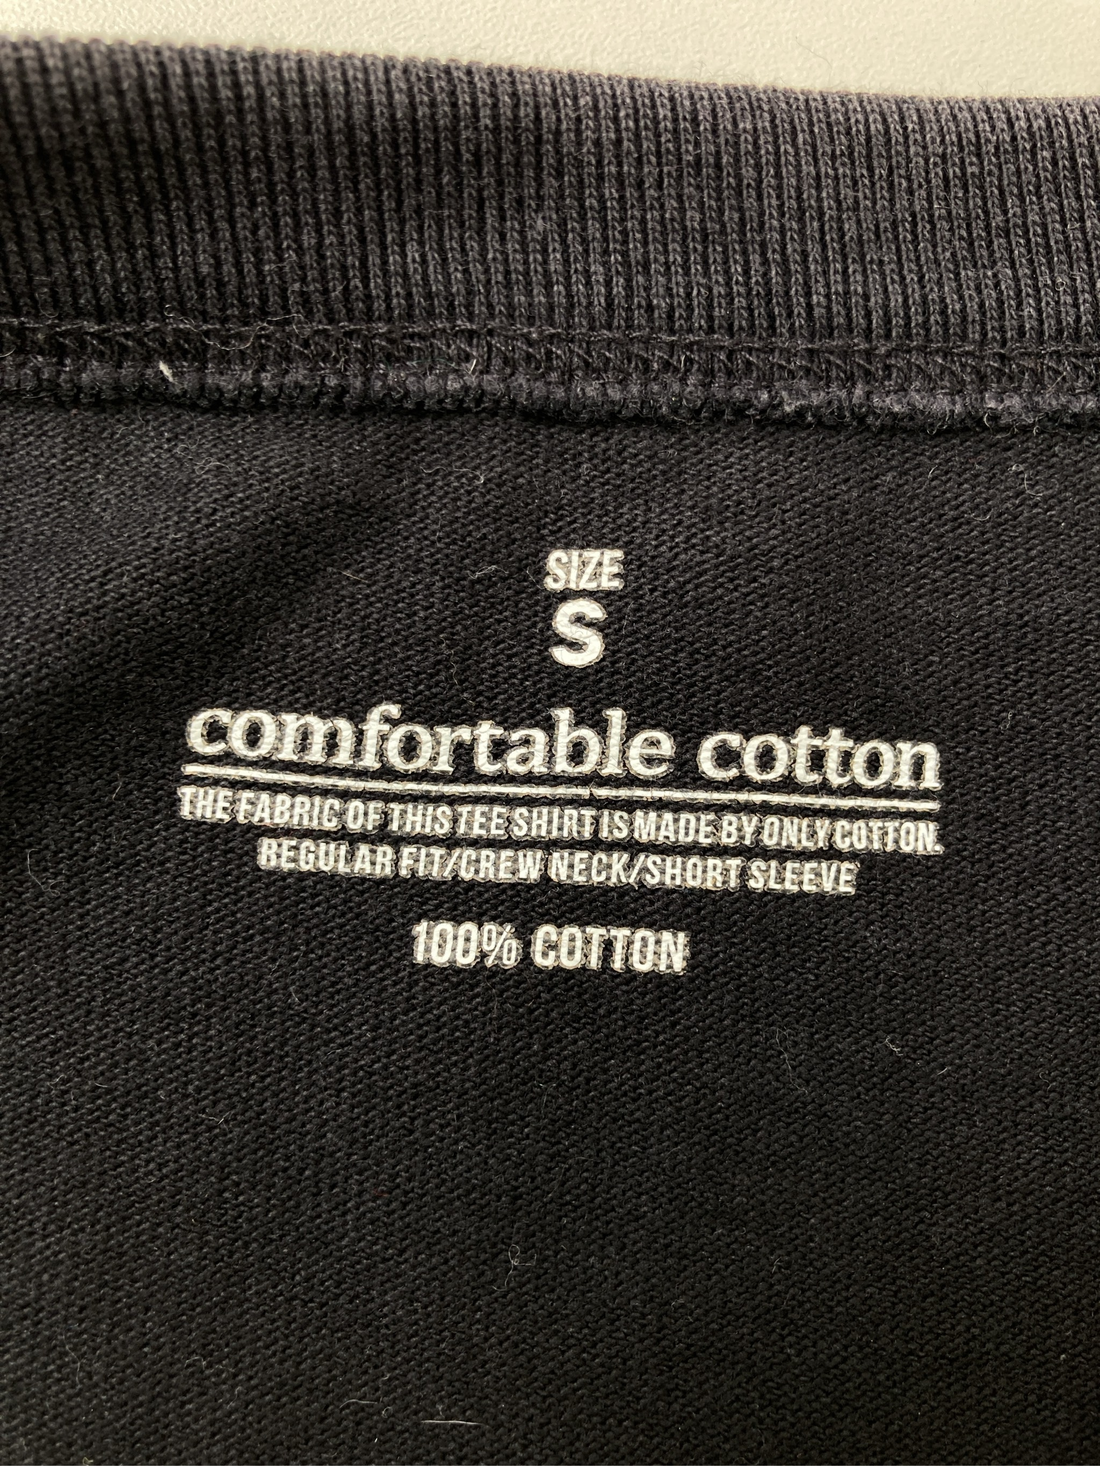 SIZE
S
comfortable cotton
THE FABRIC OF THIS TEE SHIRT IS MADE BY ONLY COTTON.
REGULAR FIT/CREW NECK/SHORT SLEEVE
100% COTTON